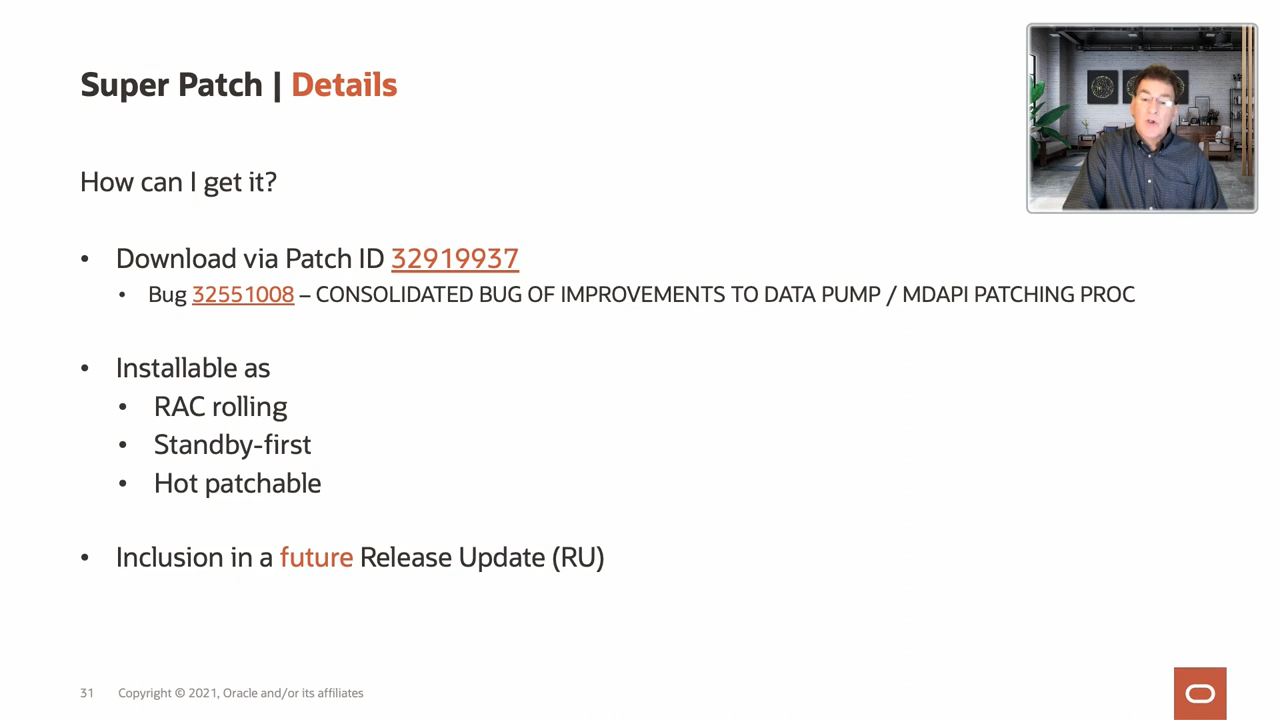 Super Patch | Details
How can I get it?
• Download via Patch ID 32919937
• Bug 32551008 – CONSOLIDATED BUG OF IMPROVEMENTS TO DATA PUMP / MDAPI PATCHING PROC
• Installable as
• RAC rolling
• Standby-first
• Hot patchable
• Inclusion in a future Release Update (RU)
31 Copyright © 2021, Oracle and/or its affiliates